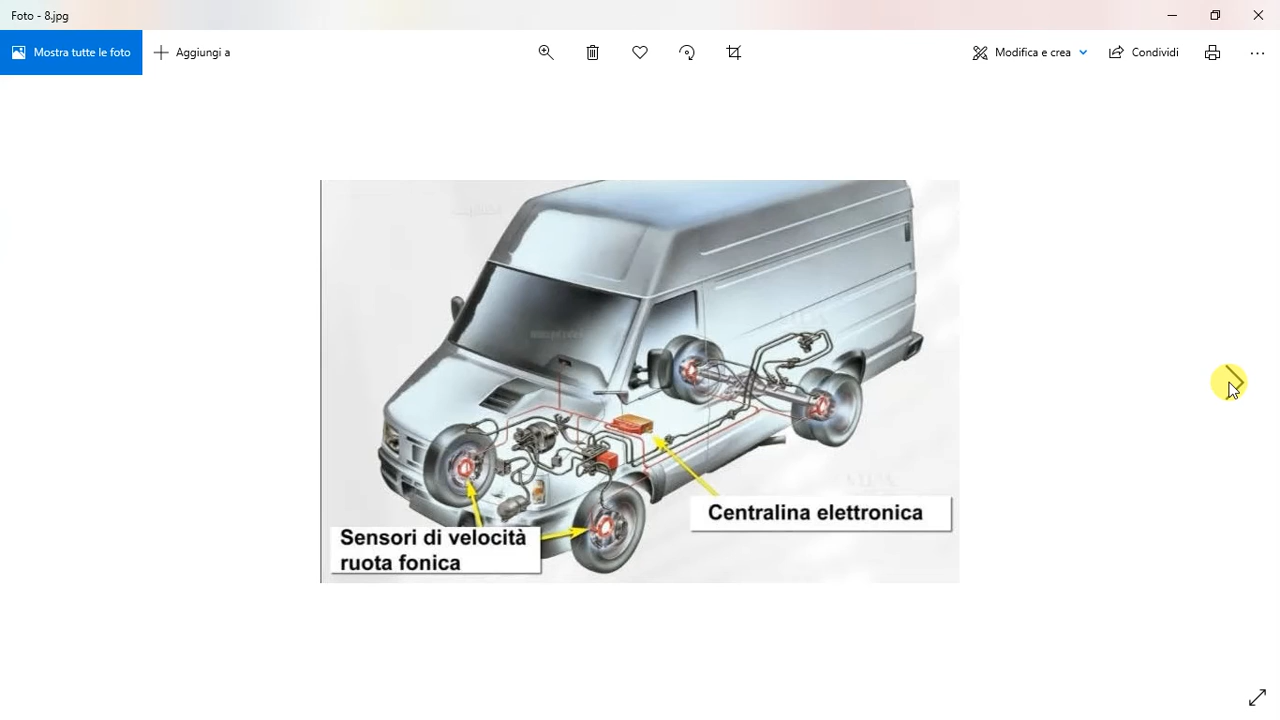 Foto - 8.jpg
Mostra tutte le foto
Aggiungi a
Modifica e crea
Condividi
Sensori di velocità
ruota fonica
Centralina elettronica